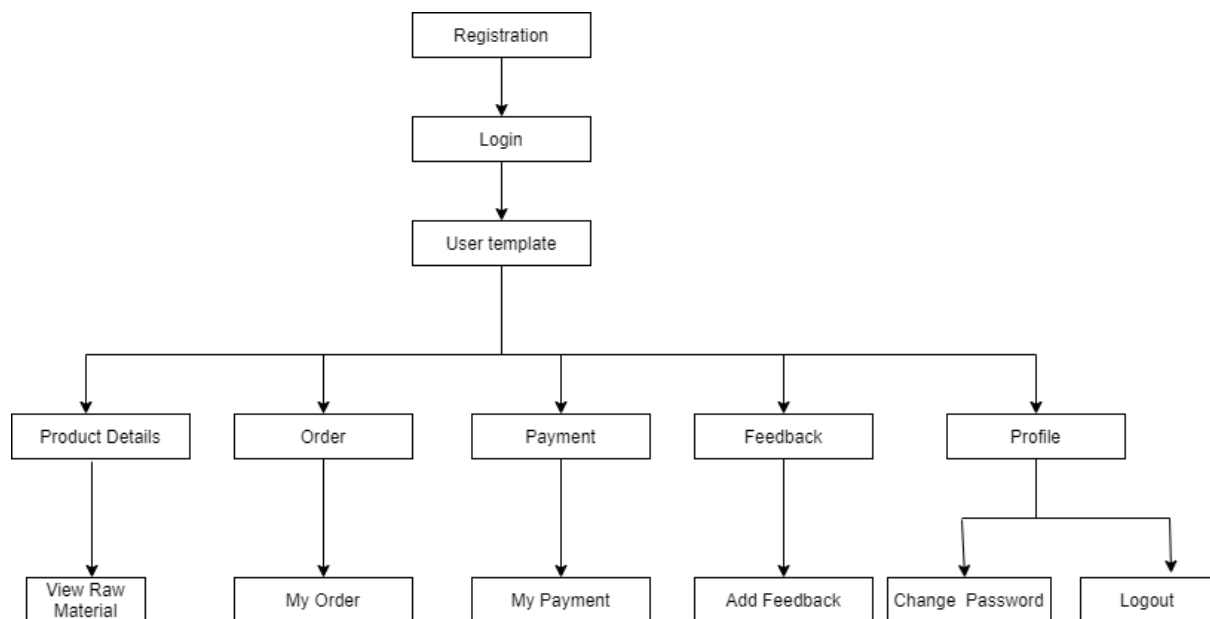 Registration
Login
User template
Product Details
Order
Payment
Feedback
Profile
View Raw
Material
My Order
My Payment
Add Feedback
Change  Password
Logout